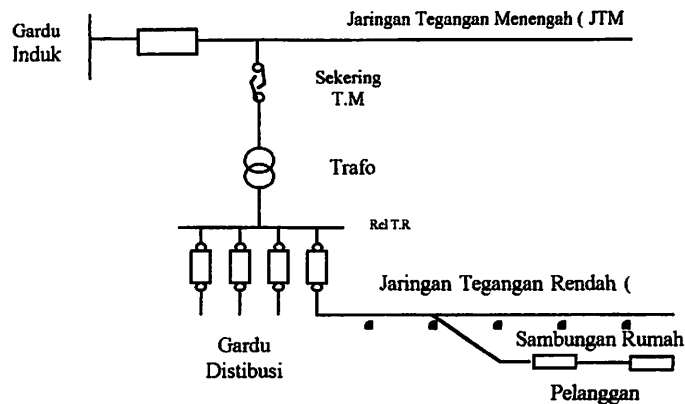 Gardu
Induk
Jaringan Tegangan Menengah ( JTM
Sekering
T.M
Trafo
Rel T.R
Jaringan Tegangan Rendah (
Gardu
Distibusi
Sambungan Rumah
Pelanggan